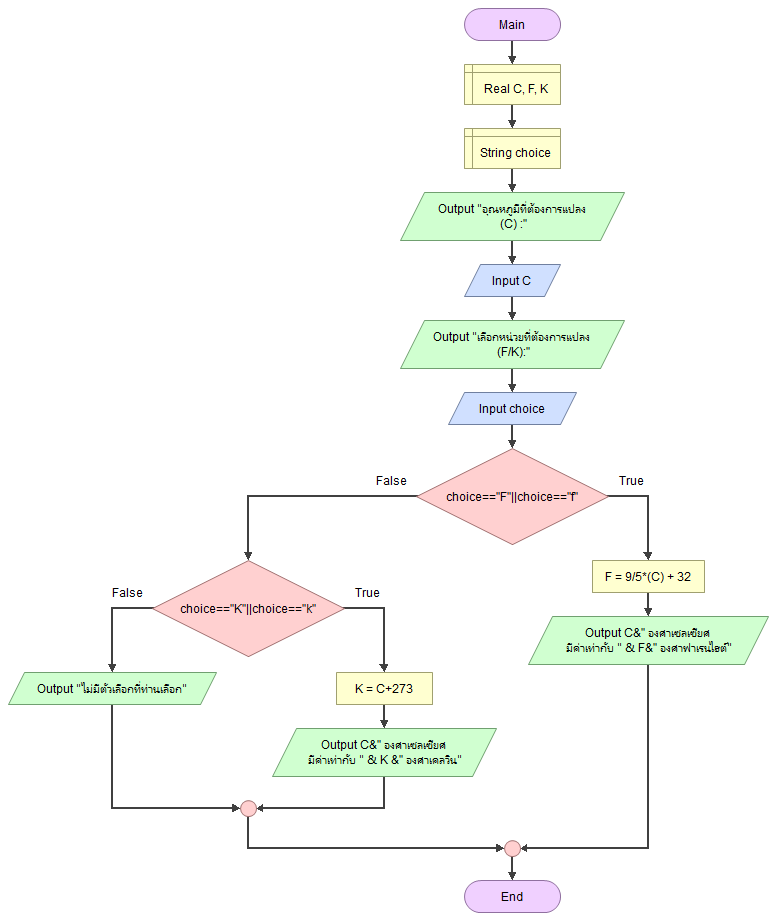 Main
Real C, F, K
String choice
Output "อุณหภูมิที่ต้องการแปลง
(C) :"
Input C
Output "เลือกหน่วยที่ต้องการแปลง
(F/K):"
Input choice
False
True
choice=="F"||choice=="f"
F = 9/5*(C) + 32
Output C&" องศาเซลเซียศ
มีค่าเท่ากับ " & F&" องศาฟาเรนไฮต์"
False
True
choice=="K"||choice=="k"
Output "ไม่มีตัวเลือกที่ท่านเลือก"
K = C+273
Output C&" องศาเซลเซียศ
มีค่าเท่ากับ " & K &" องศาเคลวิน"
End